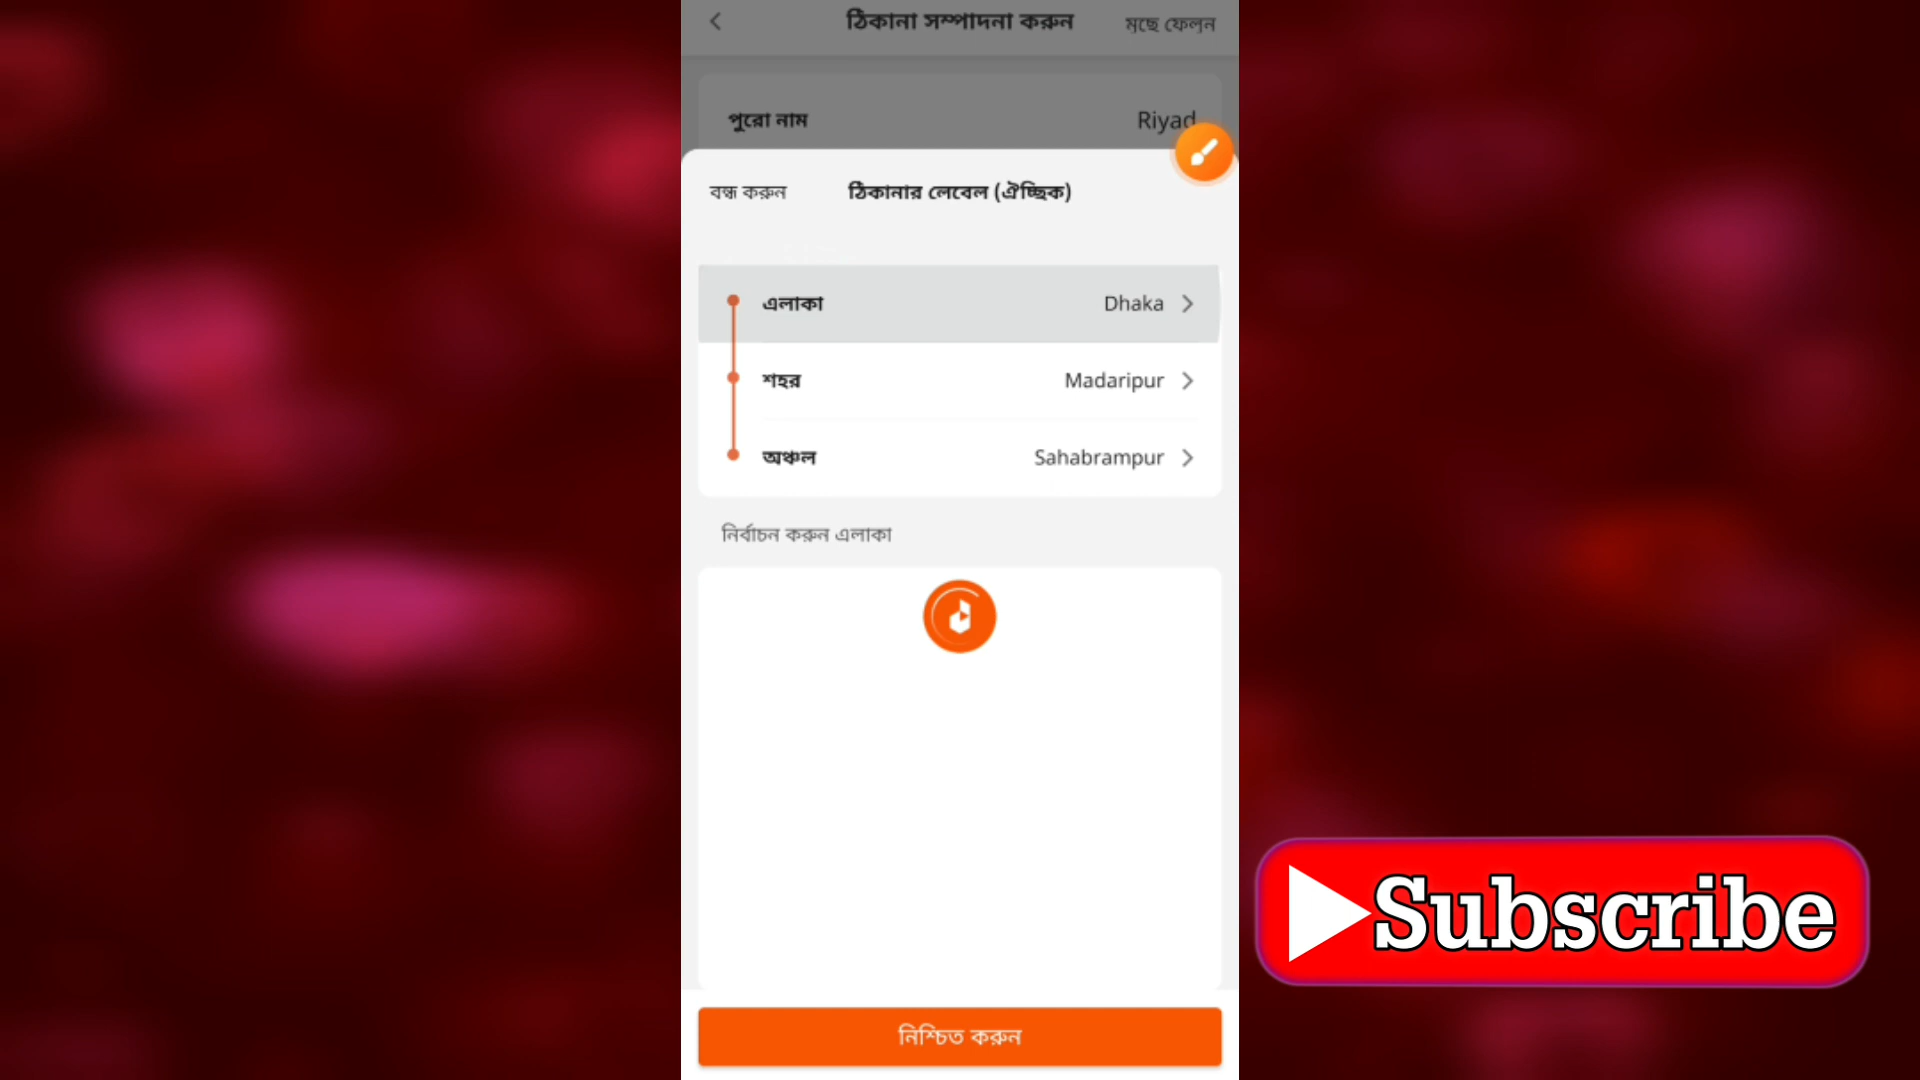 ঠিকানা সম্পাদনা করুন মুছে ফেলুন
পুরো নাম Riyad
বন্ধ করুন ঠিকানার লেবেল (ঐচ্ছিক)
এলাকা Dhaka
শহর Madaripur
অঞ্চল Sahabrampur
নির্বাচন করুন এলাকা
নিশ্চিত করুন
Subscribe